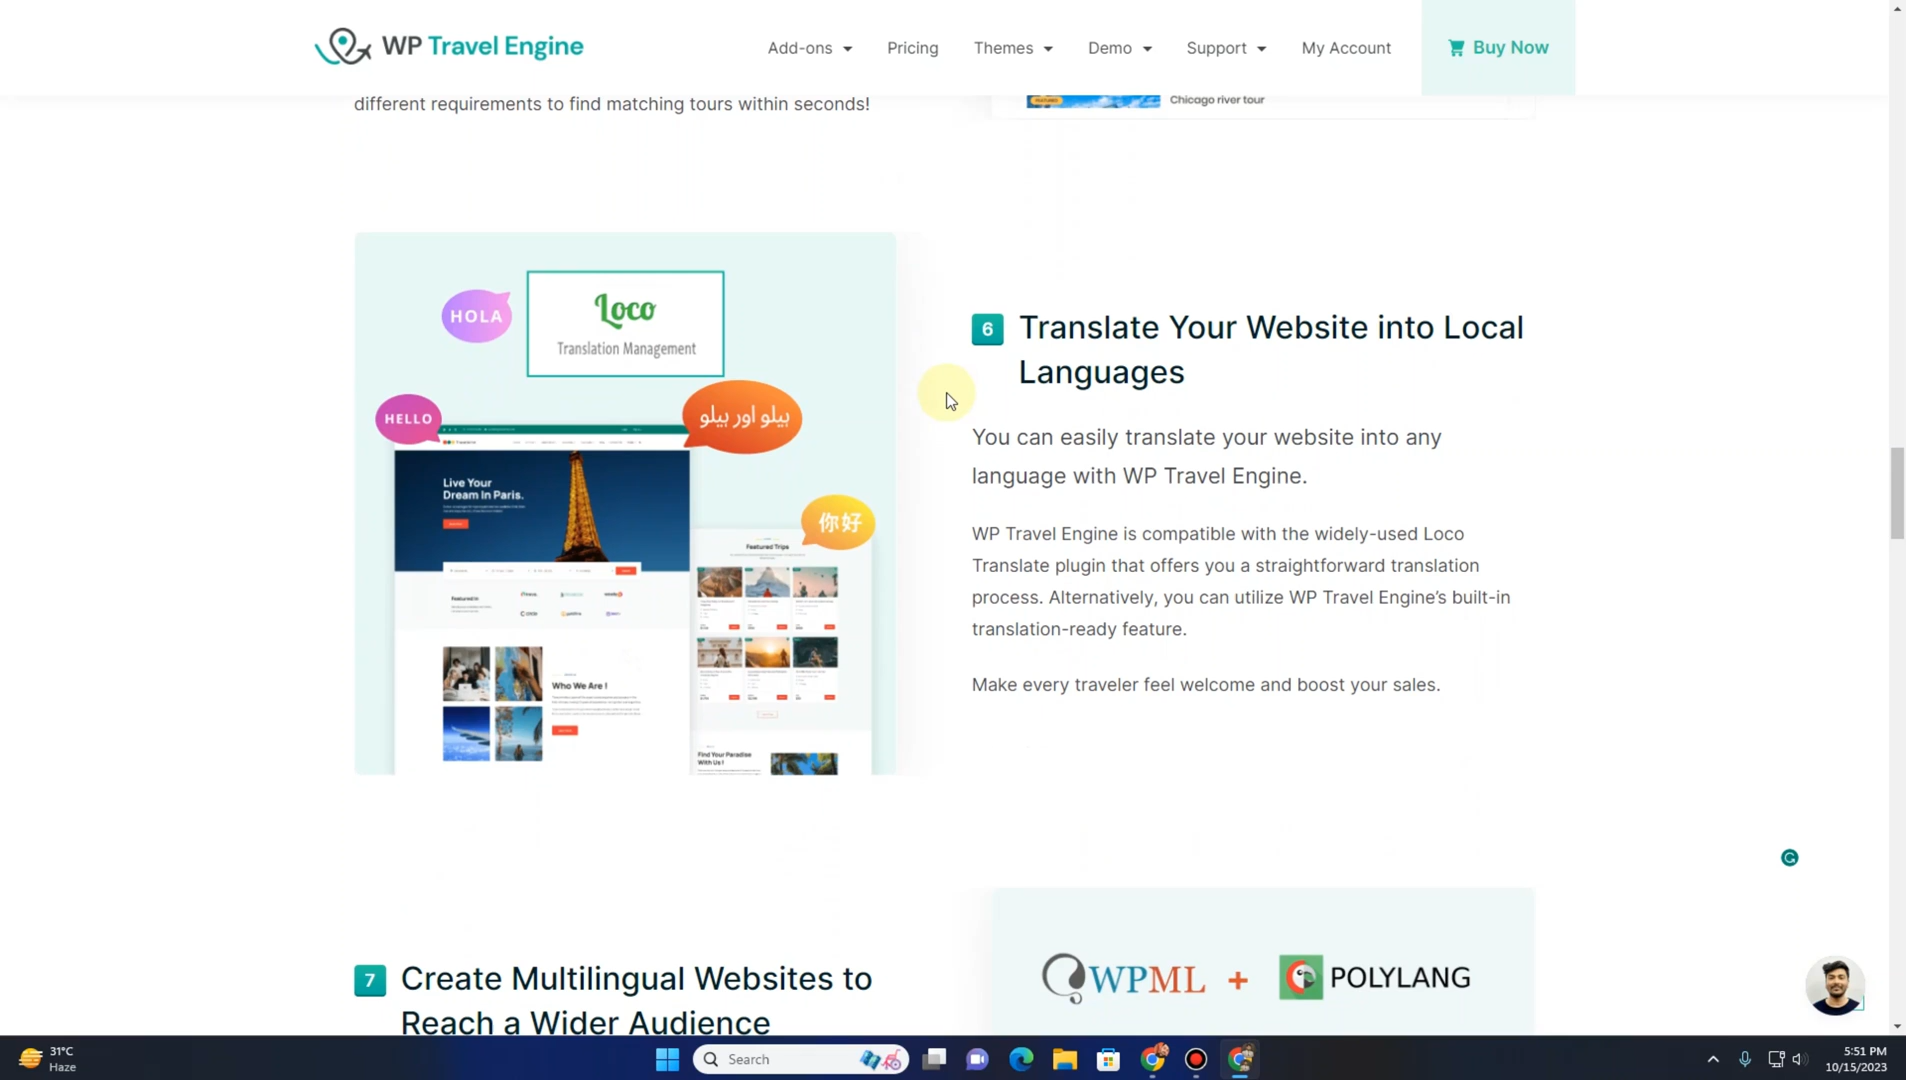 WP Travel Engine
Add-ons
Pricing
Themes
Demo
Support
My Account
Buy Now
different requirements to find matching tours within seconds!
FEATURED
Chicago river tour
HOLA
Loco
Translation Management
HELLO
ہیلو اور ہیلو
你好
Live Your
Dream In Paris.
Featured In
Featured Trips
Who We Are !
Find Your Paradise
With Us !
6 Translate Your Website into Local
Languages
You can easily translate your website into any
language with WP Travel Engine.
WP Travel Engine is compatible with the widely-used Loco
Translate plugin that offers you a straightforward translation
process. Alternatively, you can utilize WP Travel Engine’s built-in
translation-ready feature.
Make every traveler feel welcome and boost your sales.
7 Create Multilingual Websites to
Reach a Wider Audience
WPML + POLYLANG
31°C
Haze
Search
5:51 PM
10/15/2023